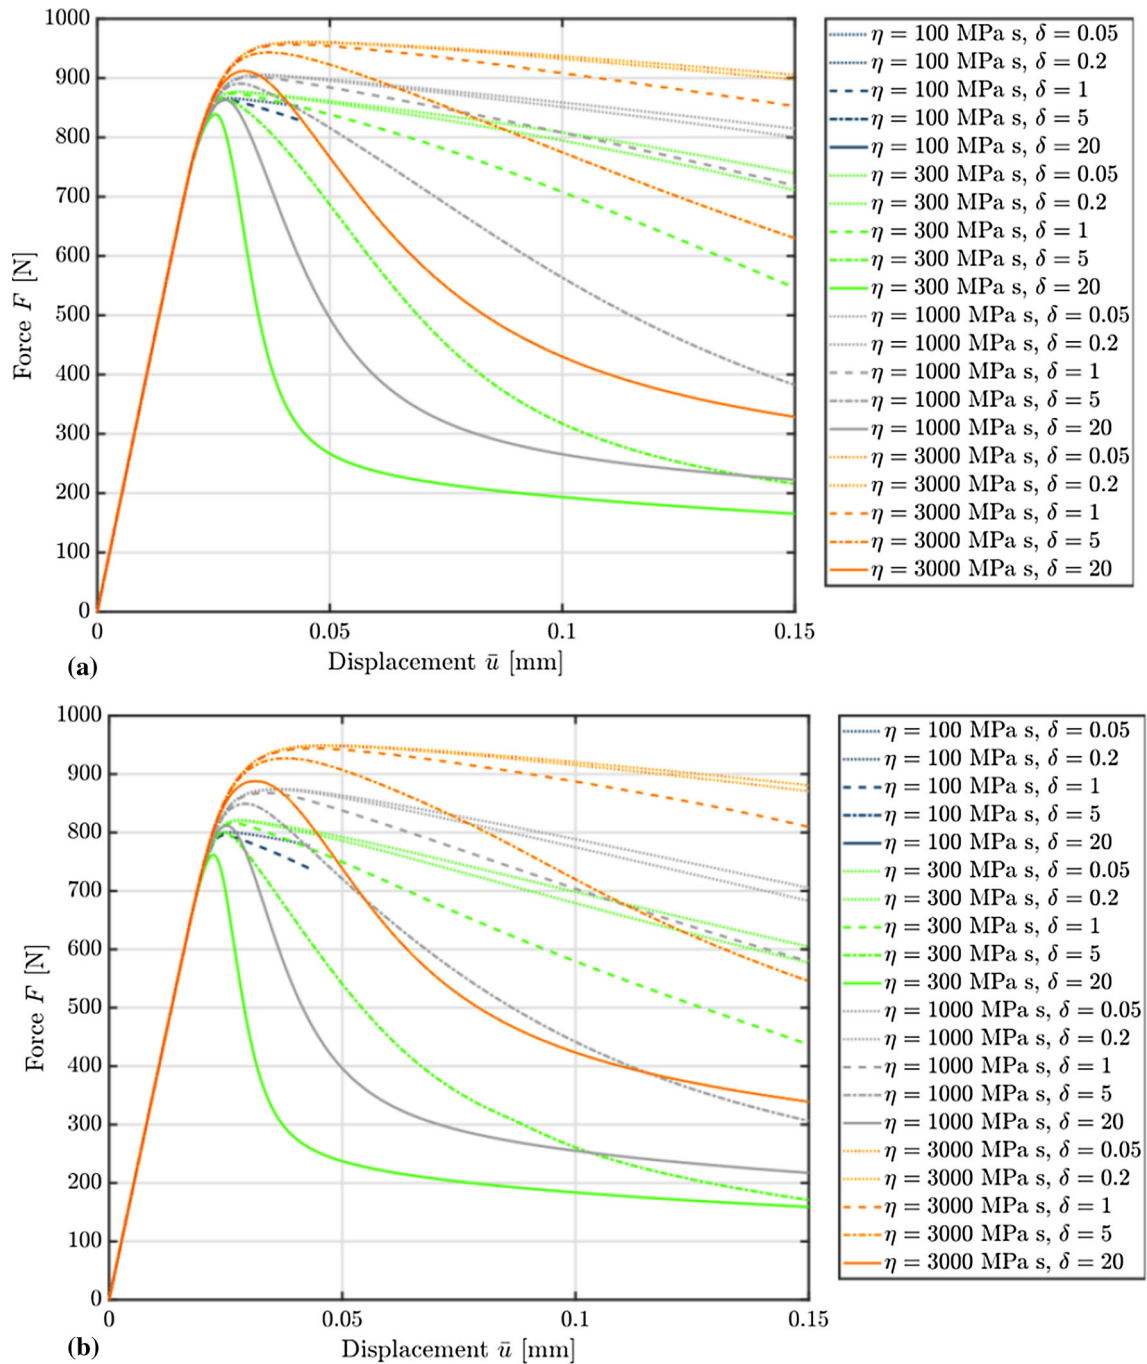 1000
900
800
700
600
500
400
300
200
100
0
Force F [N]
0
0.05
0.1
0.15
Displacement ū [mm]
(a)
η = 100 MPa s, δ = 0.05
η = 100 MPa s, δ = 0.2
η = 100 MPa s, δ = 1
η = 100 MPa s, δ = 5
η = 100 MPa s, δ = 20
η = 300 MPa s, δ = 0.05
η = 300 MPa s, δ = 0.2
η = 300 MPa s, δ = 1
η = 300 MPa s, δ = 5
η = 300 MPa s, δ = 20
η = 1000 MPa s, δ = 0.05
η = 1000 MPa s, δ = 0.2
η = 1000 MPa s, δ = 1
η = 1000 MPa s, δ = 5
η = 1000 MPa s, δ = 20
η = 3000 MPa s, δ = 0.05
η = 3000 MPa s, δ = 0.2
η = 3000 MPa s, δ = 1
η = 3000 MPa s, δ = 5
η = 3000 MPa s, δ = 20
1000
900
800
700
600
500
400
300
200
100
0
Force F [N]
0
0.05
0.1
0.15
Displacement ū [mm]
(b)
η = 100 MPa s, δ = 0.05
η = 100 MPa s, δ = 0.2
η = 100 MPa s, δ = 1
η = 100 MPa s, δ = 5
η = 100 MPa s, δ = 20
η = 300 MPa s, δ = 0.05
η = 300 MPa s, δ = 0.2
η = 300 MPa s, δ = 1
η = 300 MPa s, δ = 5
η = 300 MPa s, δ = 20
η = 1000 MPa s, δ = 0.05
η = 1000 MPa s, δ = 0.2
η = 1000 MPa s, δ = 1
η = 1000 MPa s, δ = 5
η = 1000 MPa s, δ = 20
η = 3000 MPa s, δ = 0.05
η = 3000 MPa s, δ = 0.2
η = 3000 MPa s, δ = 1
η = 3000 MPa s, δ = 5
η = 3000 MPa s, δ = 20